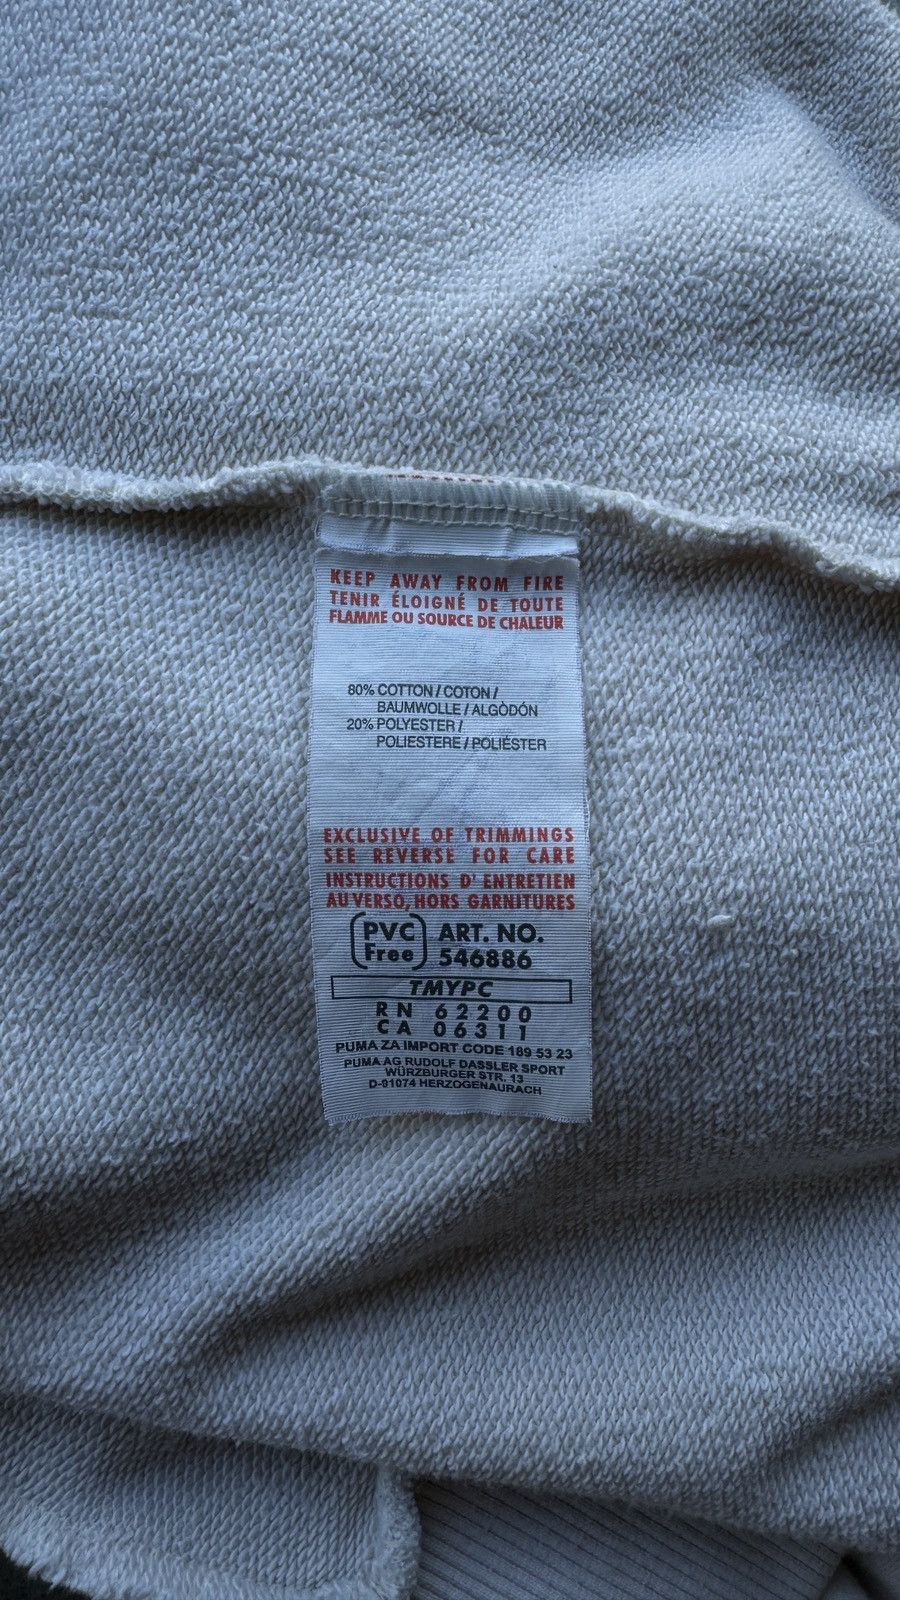 KEEP AWAY FROM FIRE
TENIR ÉLOIGNÉ DE TOUTE
FLAMME OU SOURCE DE CHALEUR
80% COTTON / COTON /
BAUMWOLLE / ALGODÓN
20% POLYESTER /
POLIESTERE / POLIÉSTER
EXCLUSIVE OF TRIMMINGS
SEE REVERSE FOR CARE
INSTRUCTIONS D' ENTRETIEN
AU VERSO, HORS GARNITURES
PVC ART. NO.
Free 546886
TMYPC
RN 62200
CA 06311
PUMA ZA IMPORT CODE 189 53 23
PUMA AG RUDOLF DASSLER SPORT
WÜRZBURGER STR. 13
D-91074 HERZOGENAURACH